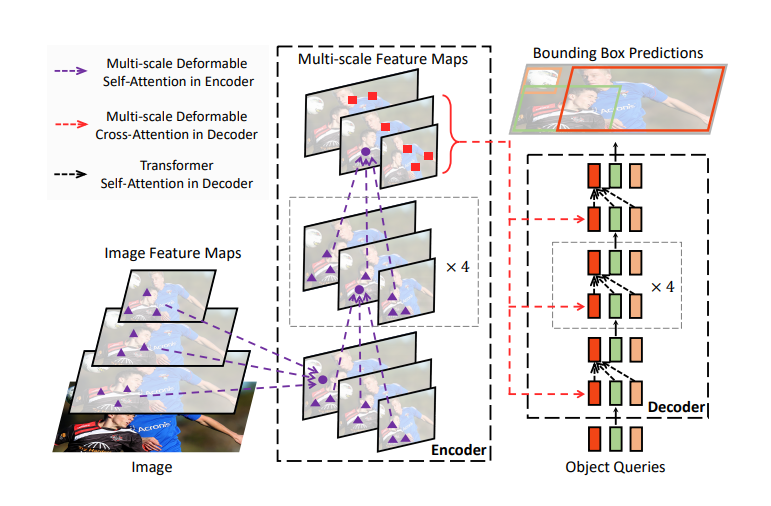 Multi-scale Deformable
Self-Attention in Encoder
Multi-scale Deformable
Cross-Attention in Decoder
Transformer
Self-Attention in Decoder
Image Feature Maps
Image
Multi-scale Feature Maps
× 4
Encoder
Bounding Box Predictions
× 4
Decoder
Object Queries
Acronis
Acronis